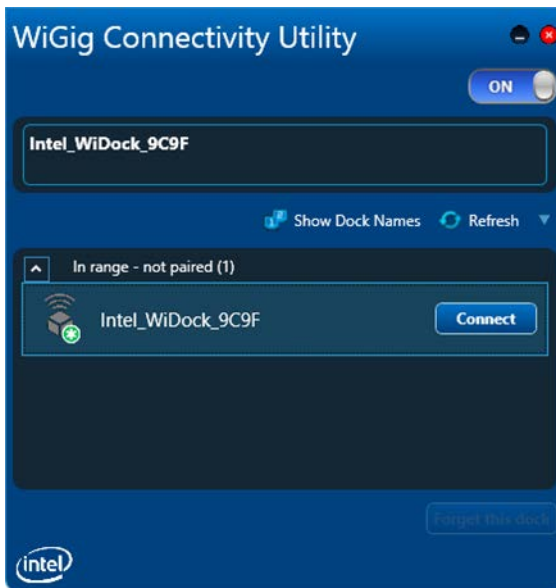 WiGig Connectivity Utility
ON
Intel_WiDock_9C9F
Show Dock Names Refresh
In range - not paired (1)
Intel_WiDock_9C9F Connect
Forget this dock
intel